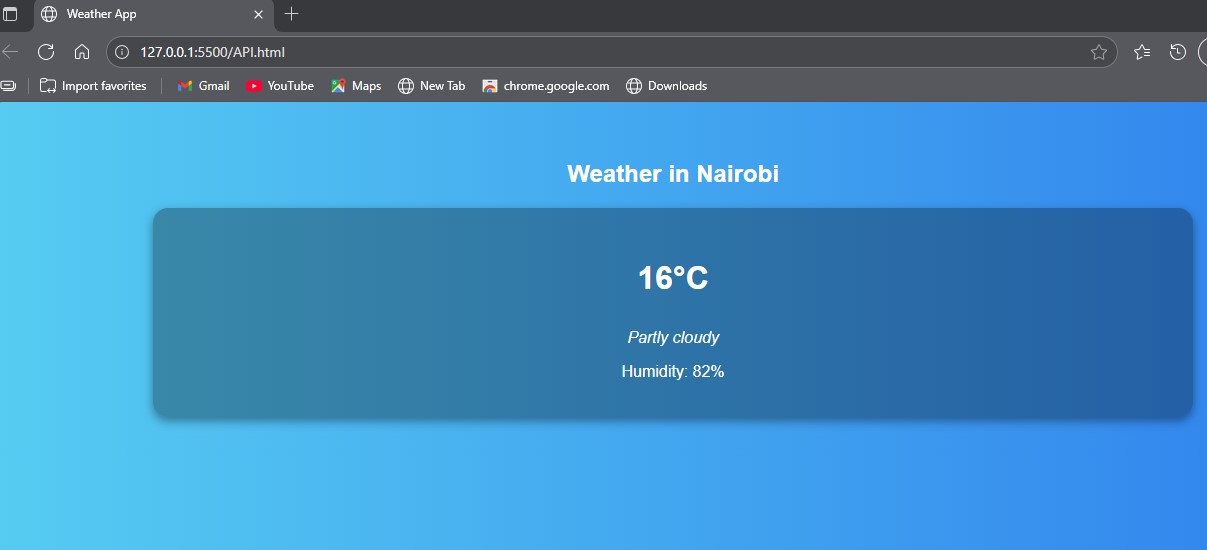 Weather App
127.0.0.1:5500/API.html
Import favorites Gmail YouTube Maps New Tab chrome.google.com Downloads
Weather in Nairobi
16°C
Partly cloudy
Humidity: 82%